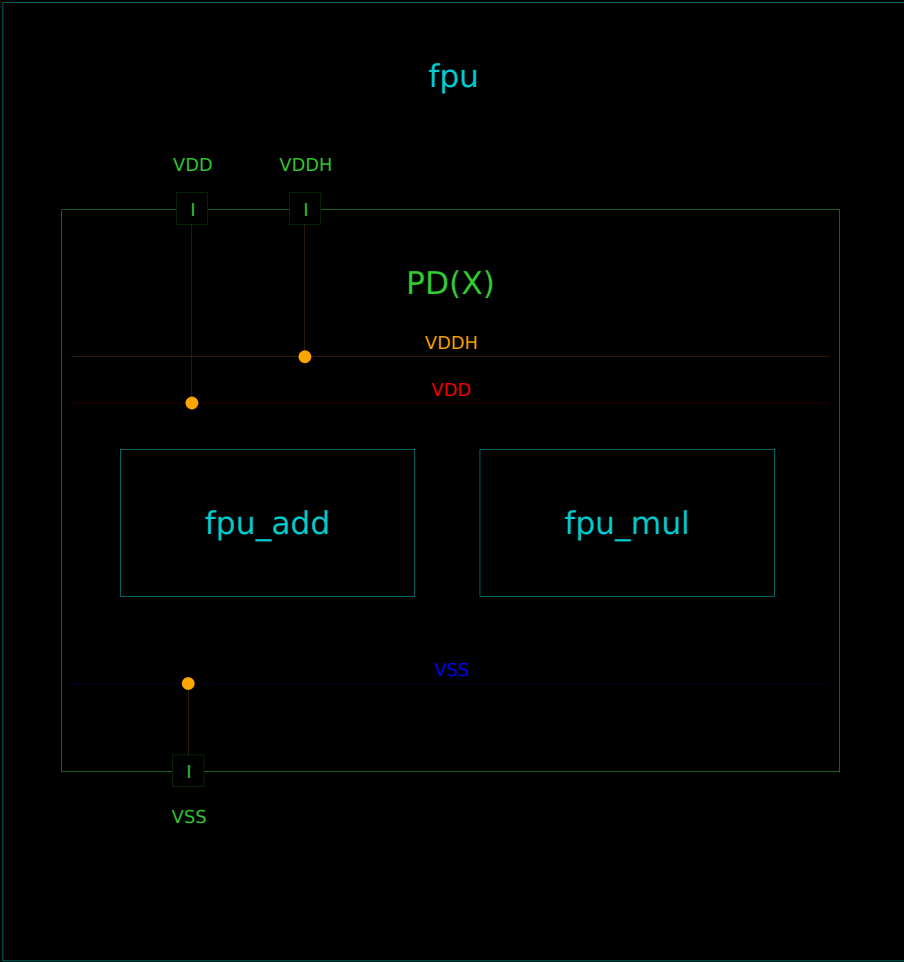 fpu
VDD VDDH
I I
PD(X)
VDDH
VDD
fpu_add fpu_mul
VSS
I
VSS